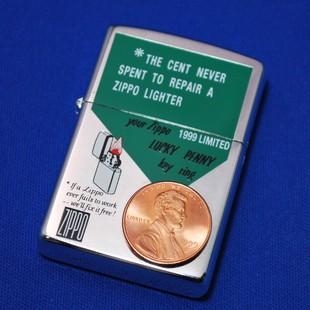 * THE CENT NEVER
SPENT TO REPAIR A
ZIPPO LIGHTER
your Zippo 1999 LIMITED
LUCKY PENNY
key ring
* If a Zippo
ever fails to work
... we'll fix it free!
ZIPPO
LIBERTY